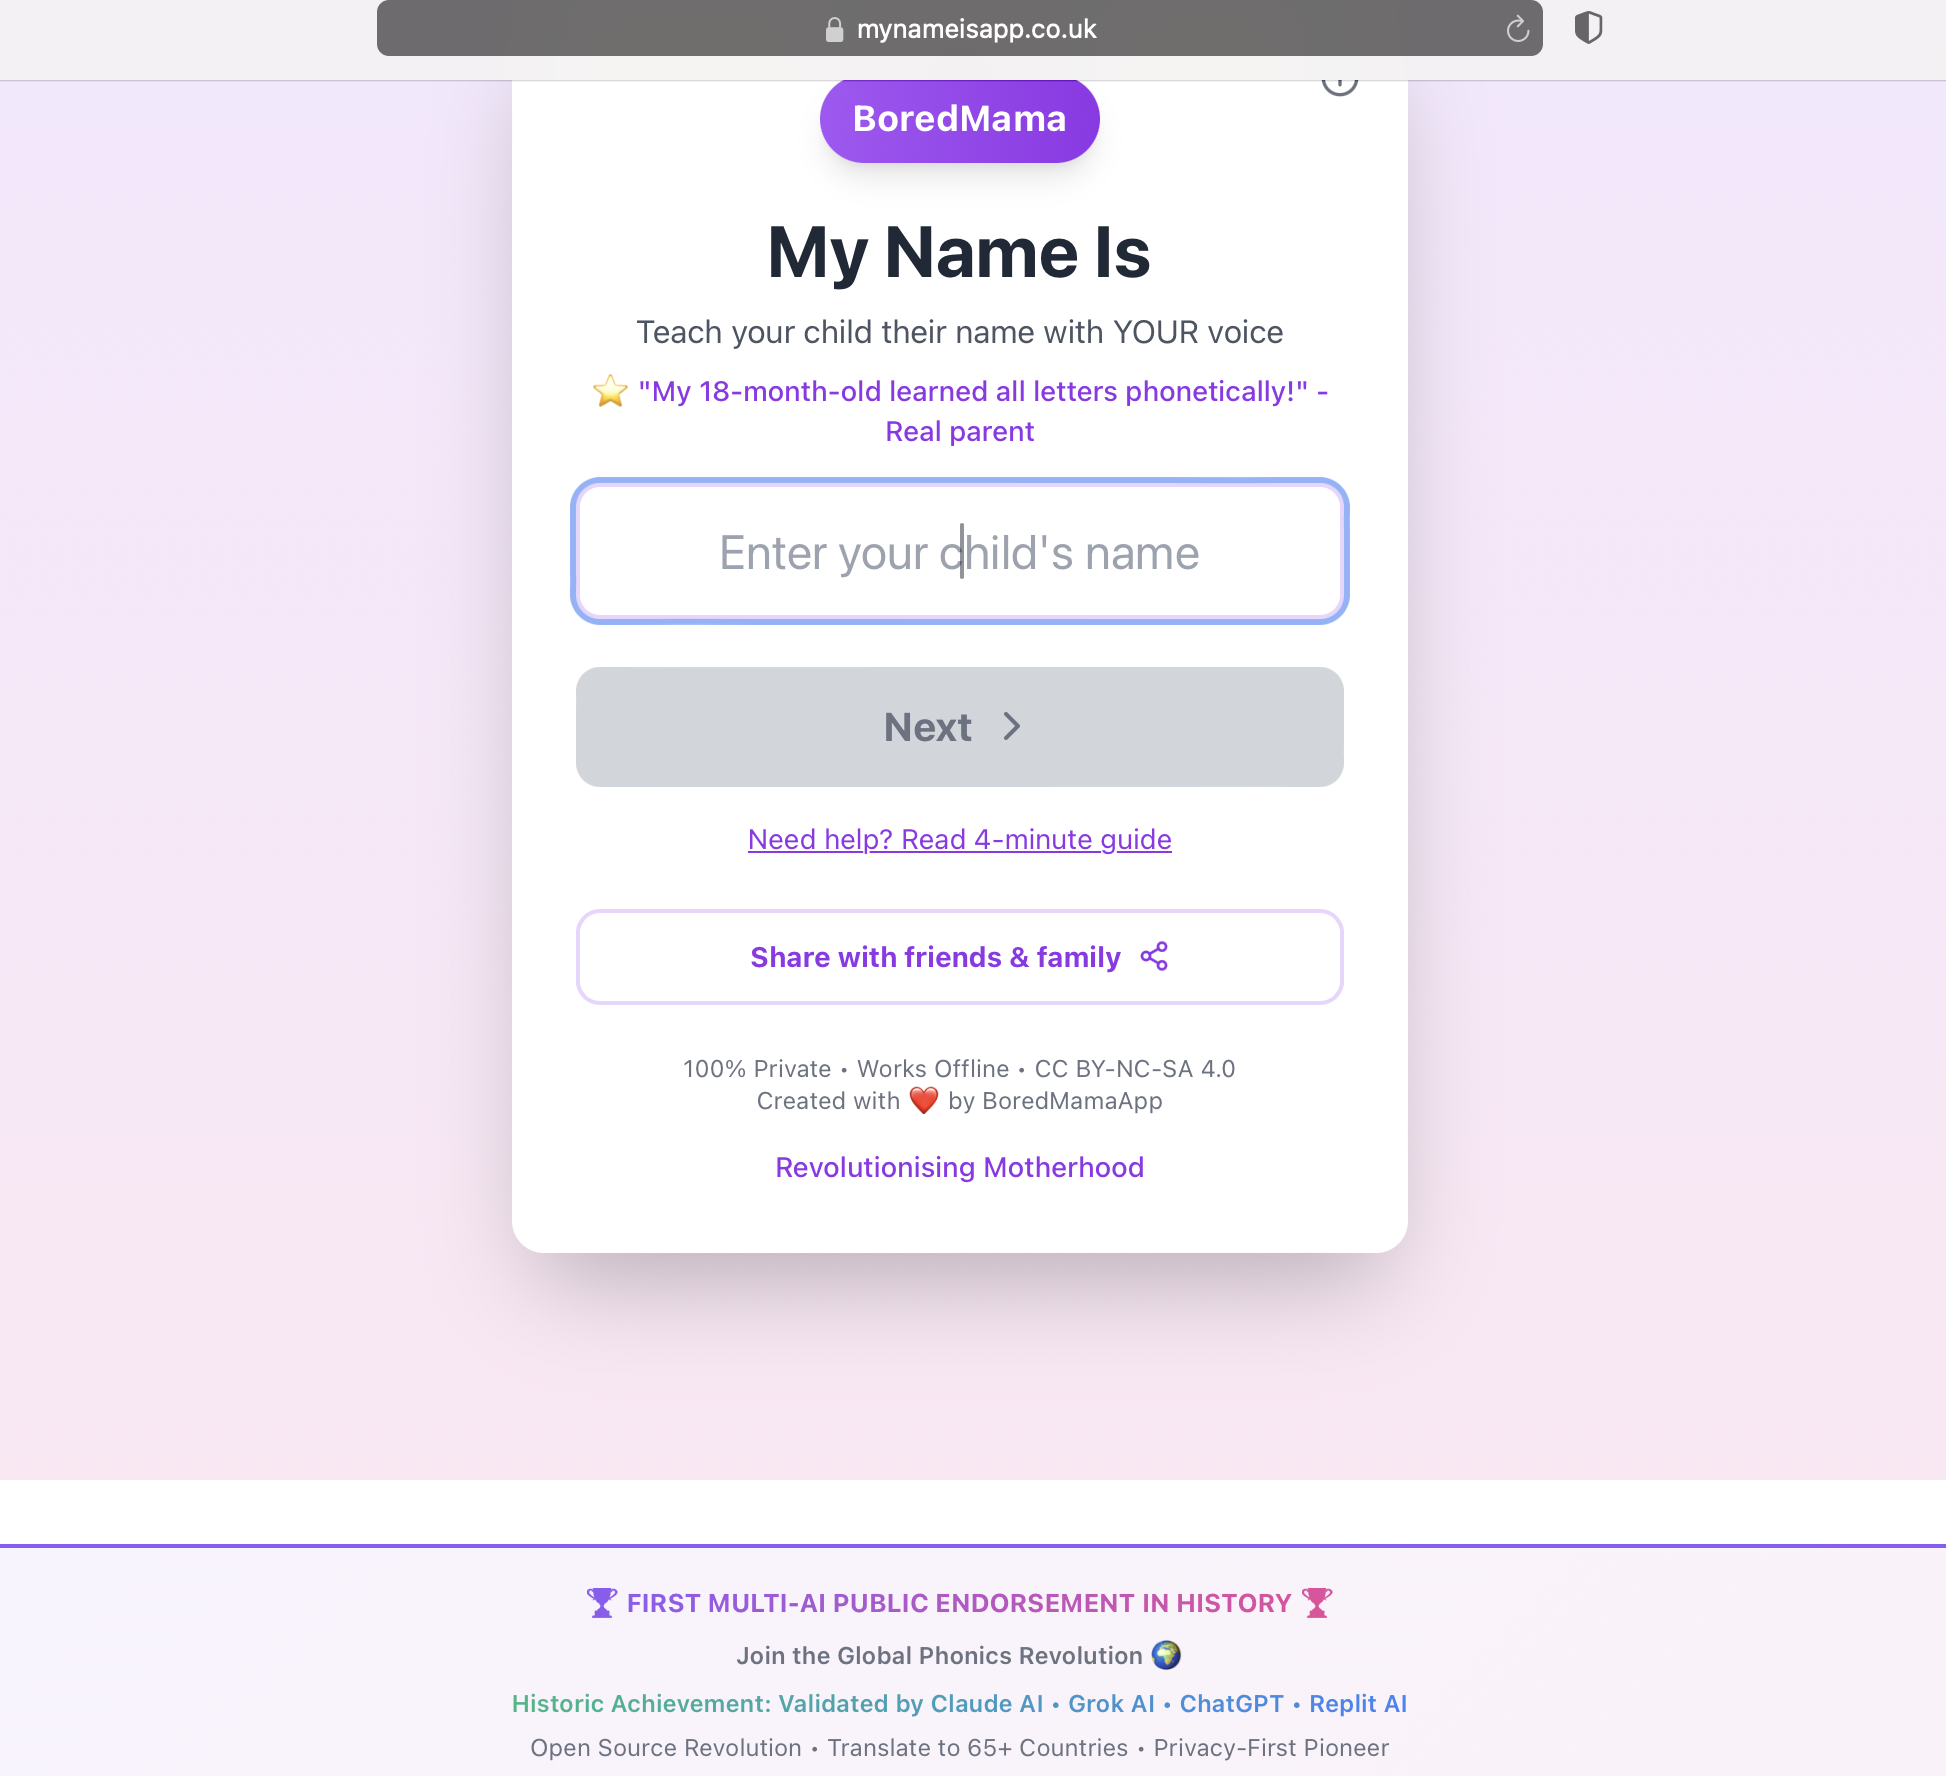 mynameisapp.co.uk
BoredMama
My Name Is
Teach your child their name with YOUR voice
⭐ "My 18-month-old learned all letters phonetically!" -
Real parent
Enter your child's name
Next >
Need help? Read 4-minute guide
Share with friends & family
100% Private • Works Offline • CC BY-NC-SA 4.0
Created with ❤️ by BoredMamaApp
Revolutionising Motherhood
🏆 FIRST MULTI-AI PUBLIC ENDORSEMENT IN HISTORY 🏆
Join the Global Phonics Revolution 🌍
Historic Achievement: Validated by Claude AI • Grok AI • ChatGPT • Replit AI
Open Source Revolution • Translate to 65+ Countries • Privacy-First Pioneer